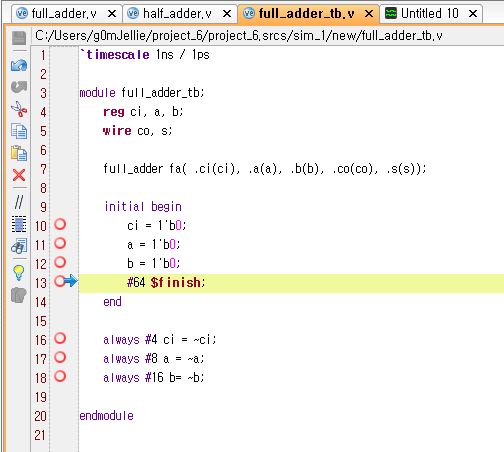 full_adder.v half_adder.v full_adder_tb.v Untitled 10
C:/Users/g0mJellie/project_6/project_6.srcs/sim_1/new/full_adder_tb.v
1 `timescale 1ns / 1ps
2
3 module full_adder_tb;
4 reg ci, a, b;
5 wire co, s;
6
7 full_adder fa( .ci(ci), .a(a), .b(b), .co(co), .s(s));
8
9 initial begin
10 ci = 1'b0;
11 a = 1'b0;
12 b = 1'b0;
13 #64 $finish;
14 end
15
16 always #4 ci = ~ci;
17 always #8 a = ~a;
18 always #16 b= ~b;
19
20 endmodule
21